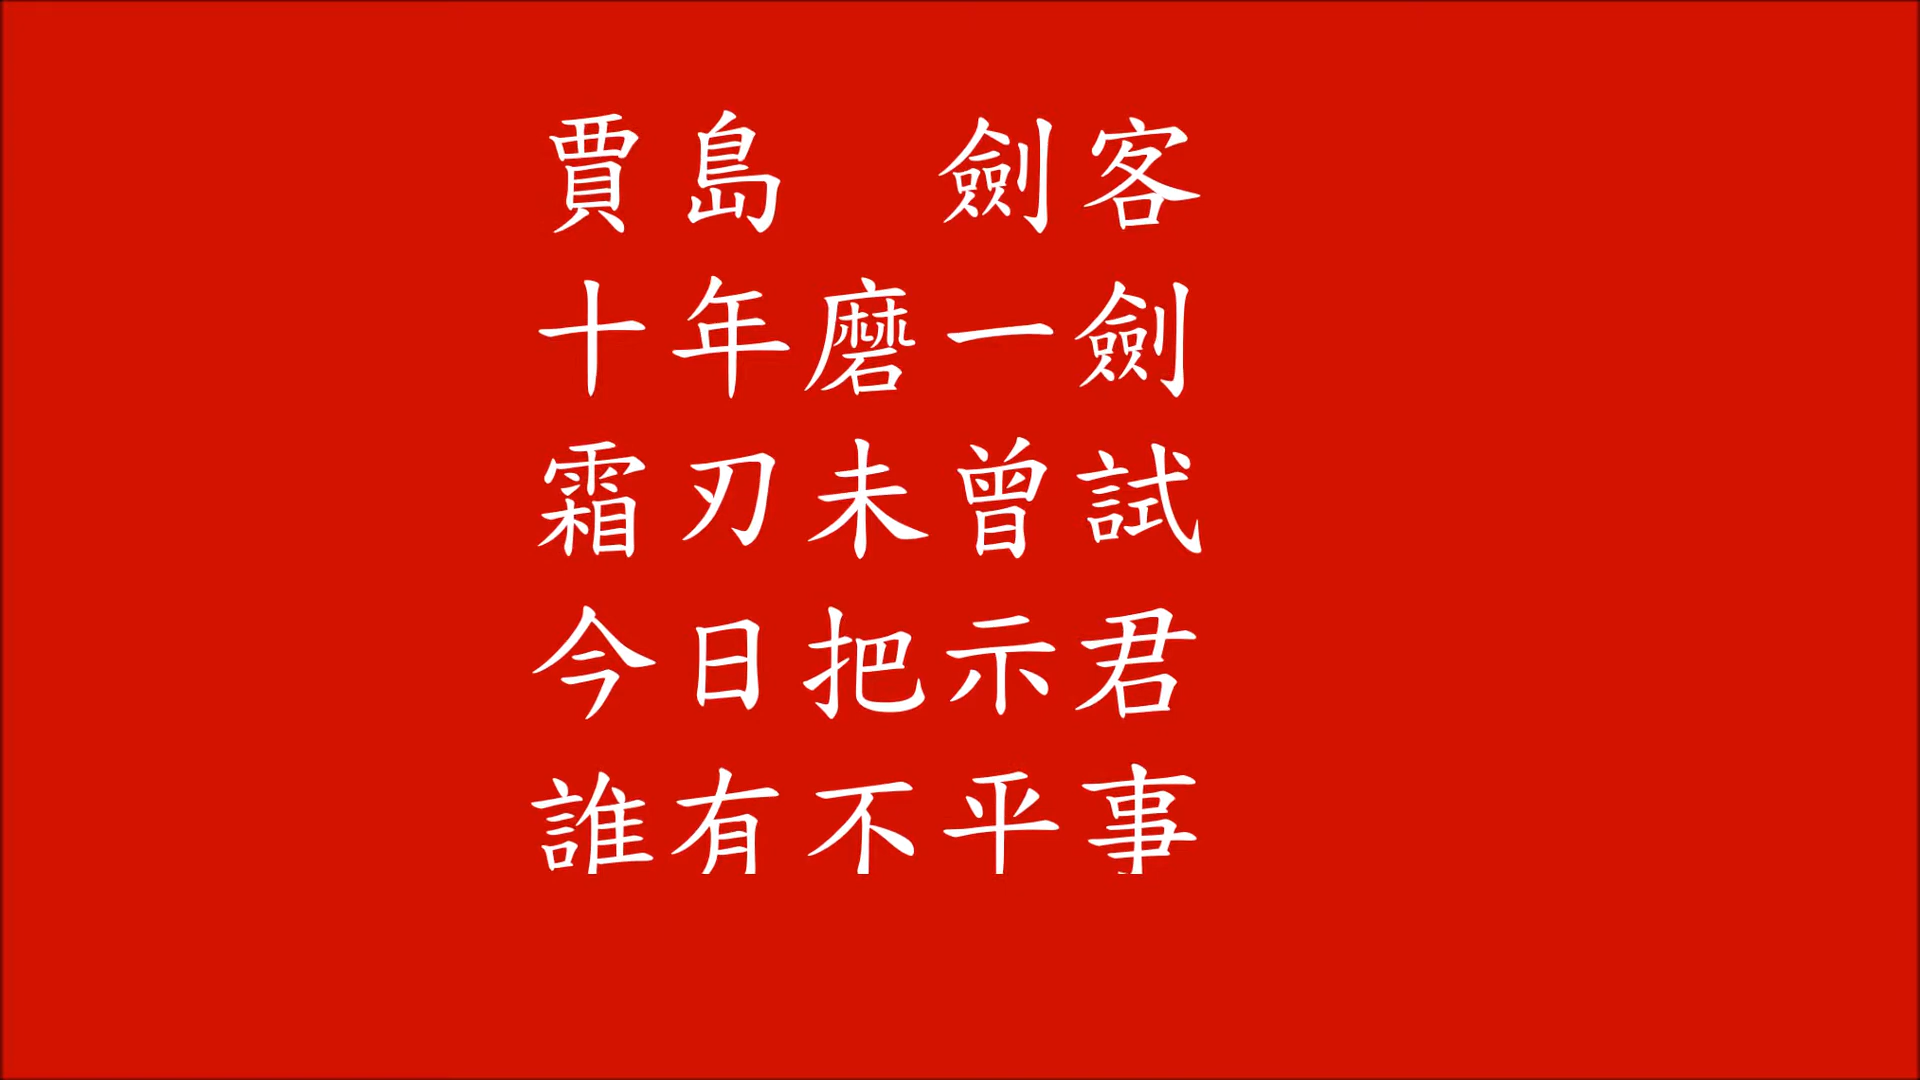 賈島　劍客
十年磨一劍
霜刃未曾試
今日把示君
誰有不平事